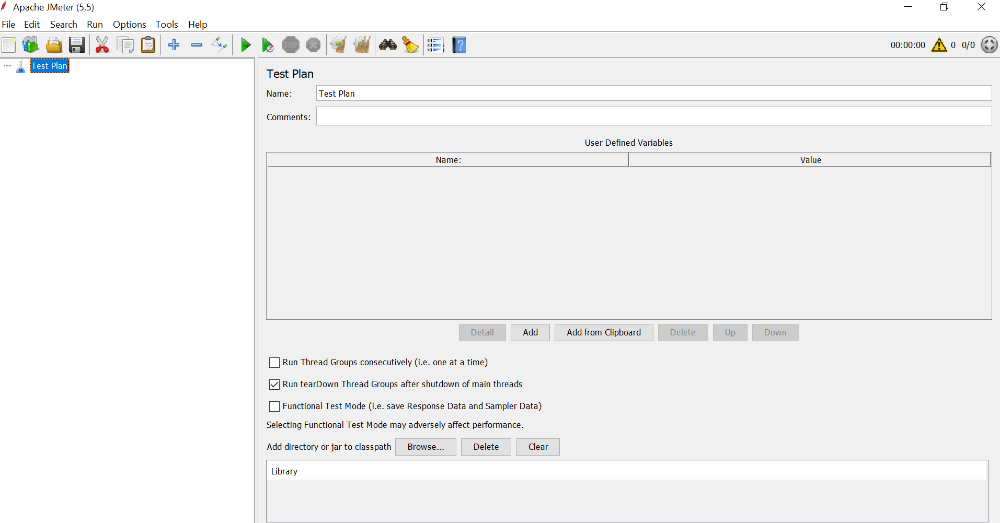 Apache JMeter (5.5)
File Edit Search Run Options Tools Help
STOP
?
00:00:00 0 0/0
Test Plan
Test Plan
Name: Test Plan
Comments:
User Defined Variables
Name: Value
Detail Add Add from Clipboard Delete Up Down
Run Thread Groups consecutively (i.e. one at a time)
Run tearDown Thread Groups after shutdown of main threads
Functional Test Mode (i.e. save Response Data and Sampler Data)
Selecting Functional Test Mode may adversely affect performance.
Add directory or jar to classpath Browse... Delete Clear
Library